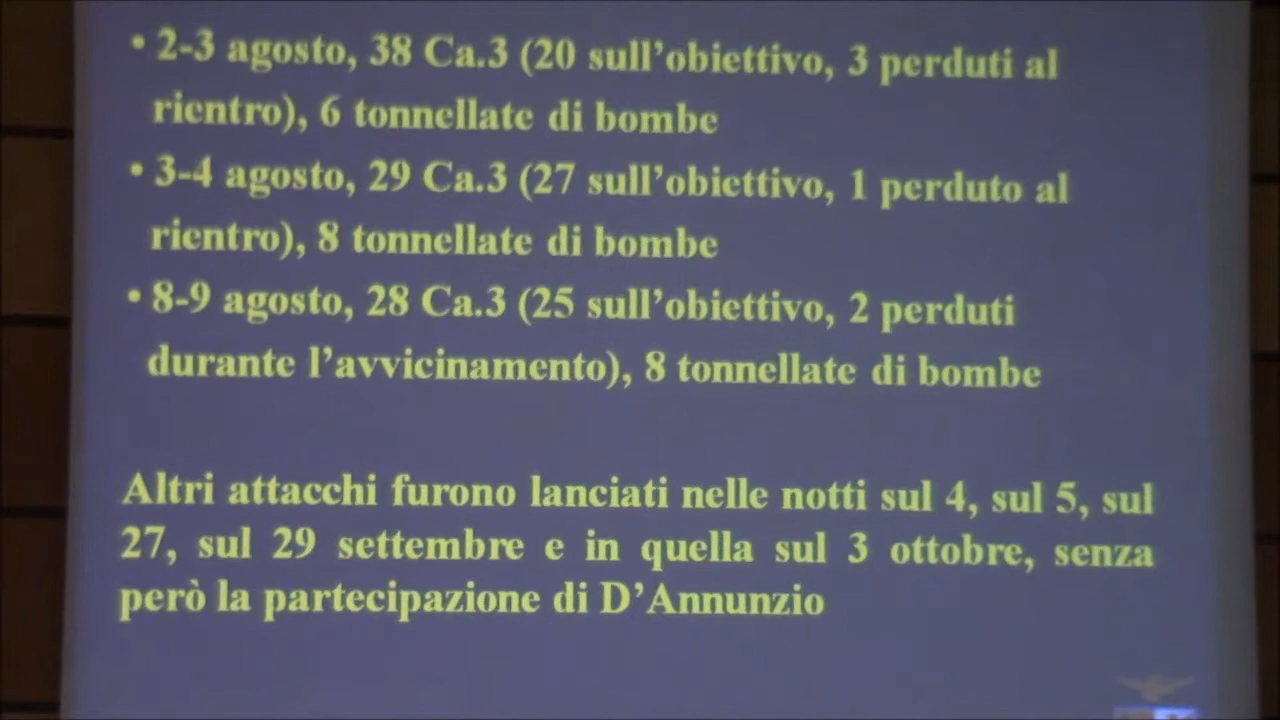 • 2-3 agosto, 38 Ca.3 (20 sull’obiettivo, 3 perduti al
rientro), 6 tonnellate di bombe
• 3-4 agosto, 29 Ca.3 (27 sull’obiettivo, 1 perduto al
rientro), 8 tonnellate di bombe
• 8-9 agosto, 28 Ca.3 (25 sull’obiettivo, 2 perduti
durante l’avvicinamento), 8 tonnellate di bombe
Altri attacchi furono lanciati nelle notti sul 4, sul 5, sul
27, sul 29 settembre e in quella sul 3 ottobre, senza
però la partecipazione di D’Annunzio